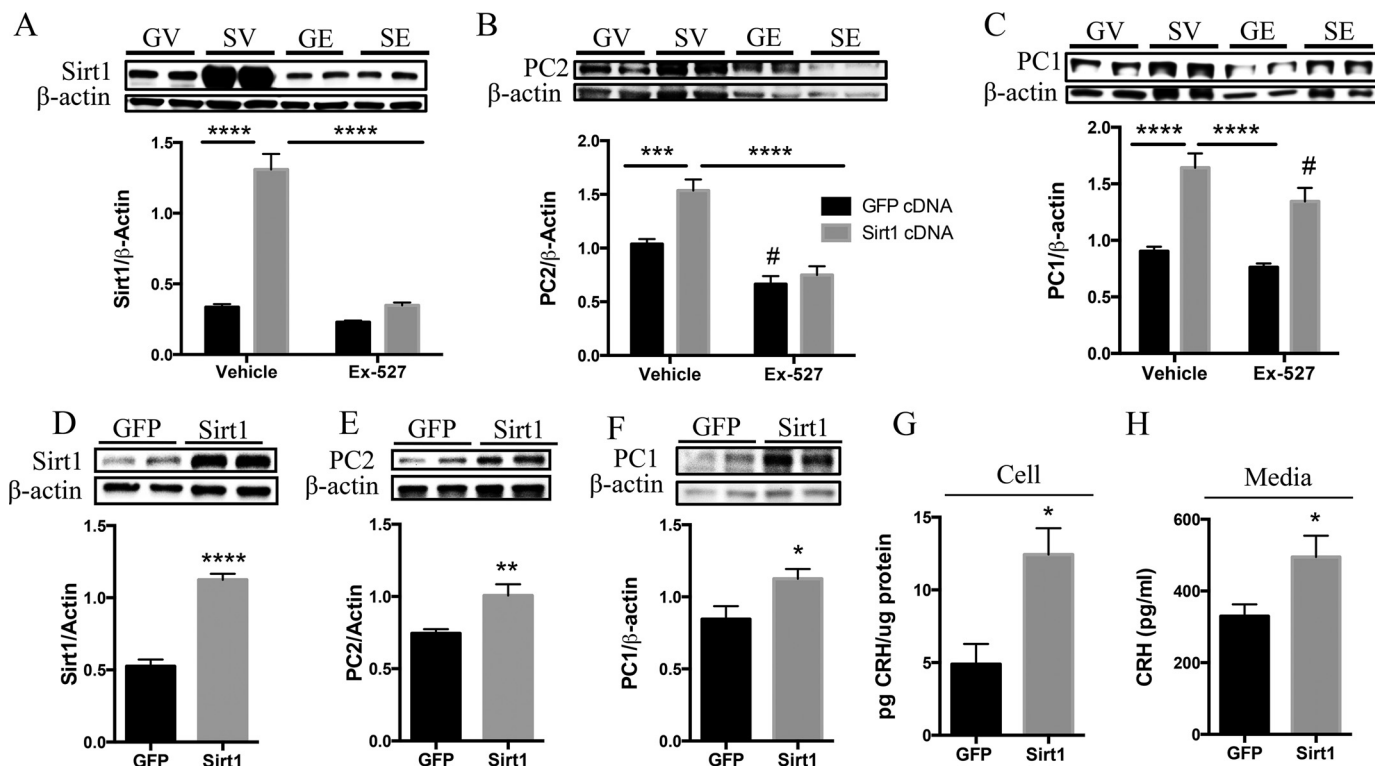 A
GV SV GE SE
Sirt1
β-actin
**** ****
Sirt1/β-Actin
1.5
1.0
0.5
0.0
Vehicle Ex-527
B
GV SV GE SE
PC2
β-actin
*** ****
#
PC2/β-Actin
2.0
1.5
1.0
1.0
0.0
Vehicle Ex-527
GFP cDNA
Sirt1 cDNA
C
GV SV GE SE
PC1
β-actin
**** ****
#
PC1/β-actin
2.0
1.5
1.0
0.5
0.0
Vehicle Ex-527
D
GFP Sirt1
Sirt1
β-actin
****
Sirt1/Actin
1.5
1.0
0.5
0.0
GFP Sirt1
E
GFP Sirt1
PC2
β-actin
**
PC2/Actin
1.5
1.0
1.0
0.0
GFP Sirt1
F
GFP Sirt1
PC1
β-actin
*
PC1/β-actin
1.5
1.0
0.5
0.0
GFP Sirt1
G
Cell
*
pg CRH/ug protein
15
10
5
0
GFP Sirt1
H
Media
*
CRH (pg/ml)
600
400
200
0
GFP Sirt1